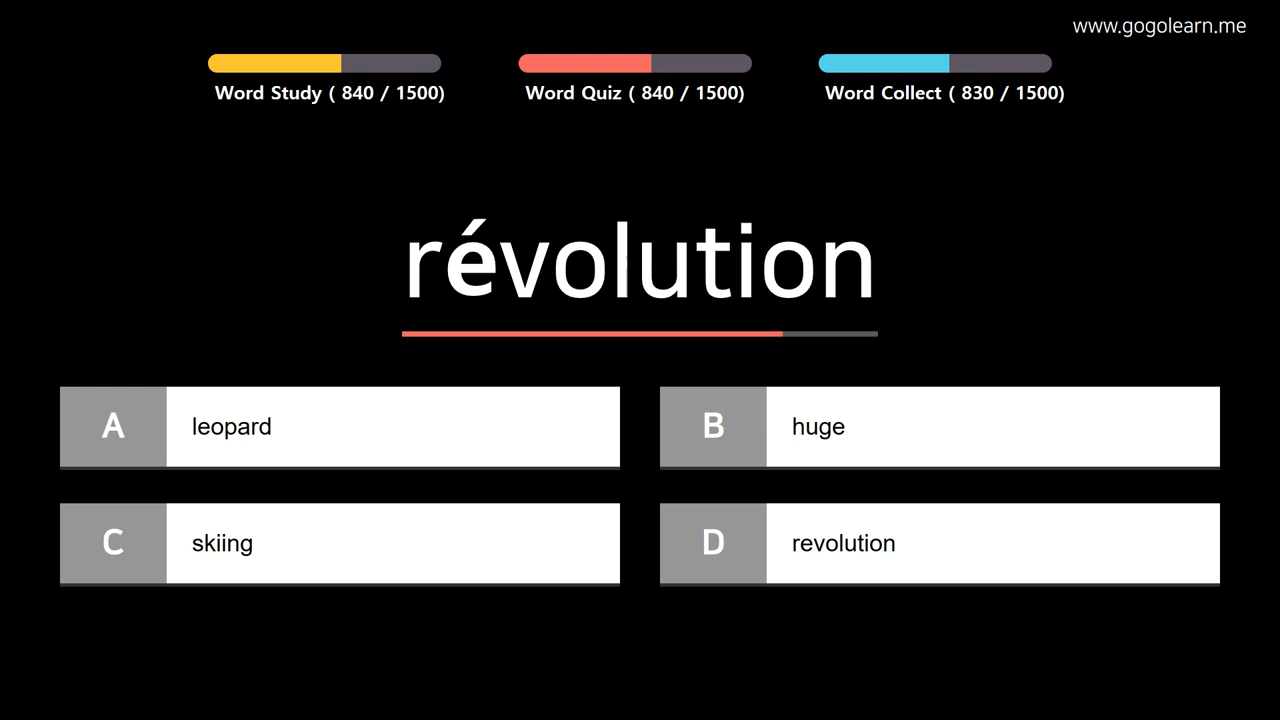 www.gogolearn.me
Word Study ( 840 / 1500)
Word Quiz ( 840 / 1500)
Word Collect ( 830 / 1500)
révolution
A leopard
B huge
C skiing
D revolution